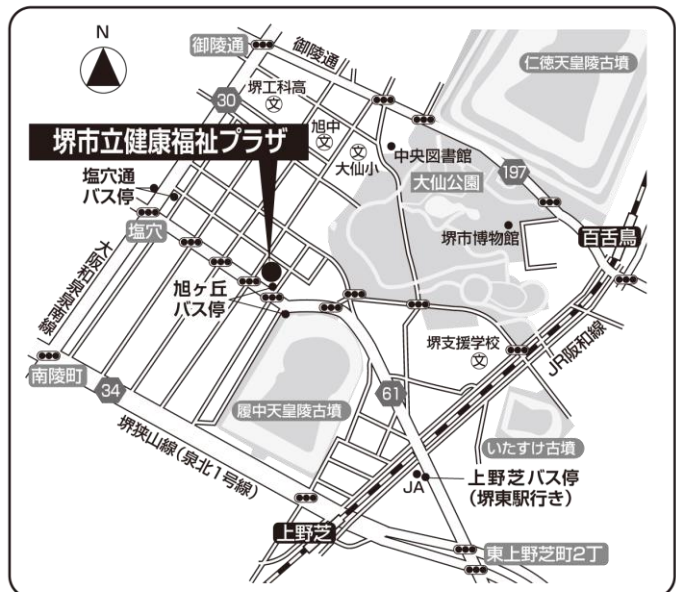 N
御陵通
御陵通
仁徳天皇陵古墳
堺工科高
文
30
旭中
文
文
大仙小
中央図書館
堺市立健康福祉プラザ
大仙公園
197
塩穴通
バス停
塩穴
堺市博物館
百舌鳥
大阪和泉泉南線
旭ヶ丘
バス停
堺支援学校
文
JR阪和線
南陵町
34
履中天皇陵古墳
61
いたすけ古墳
堺狭山線(泉北1号線)
JA
上野芝バス停
(堺東駅行き)
上野芝
東上野芝町2丁